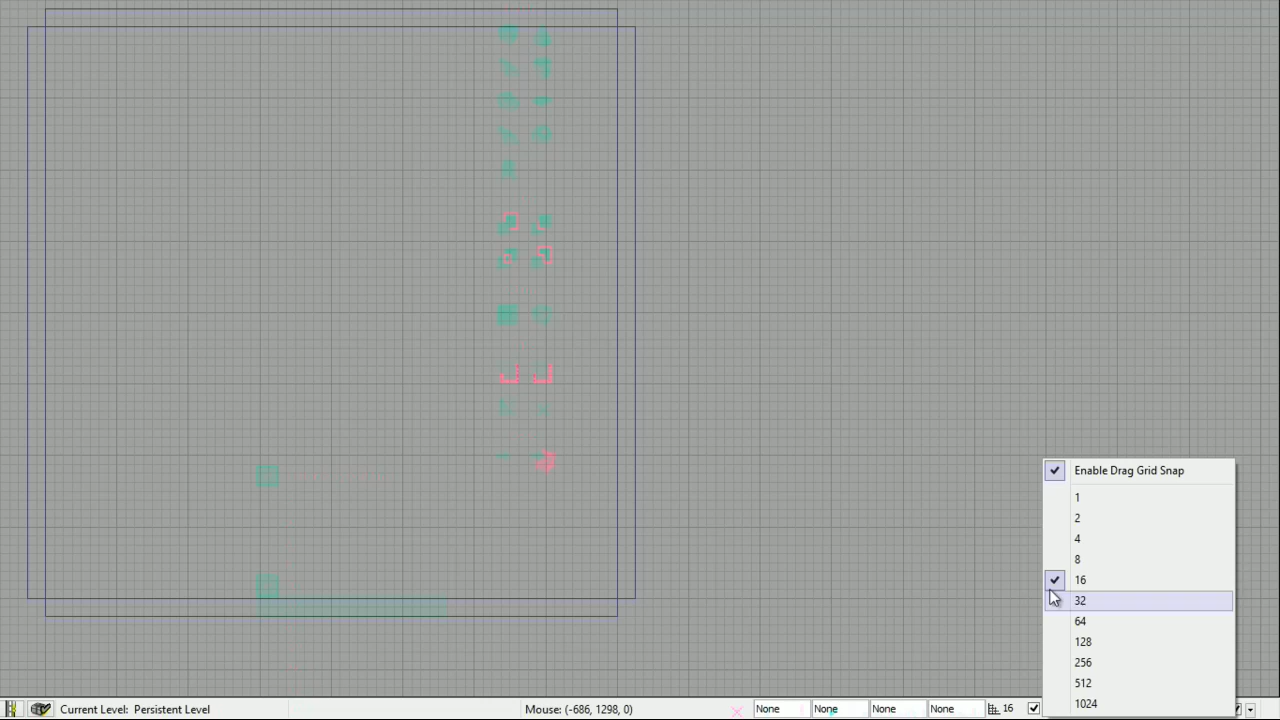 Enable Drag Grid Snap
1
2
4
8
16
32
64
128
256
512
1024
Current Level: Persistent Level
Mouse: (-686, 1298, 0)
None
None
None
None
16